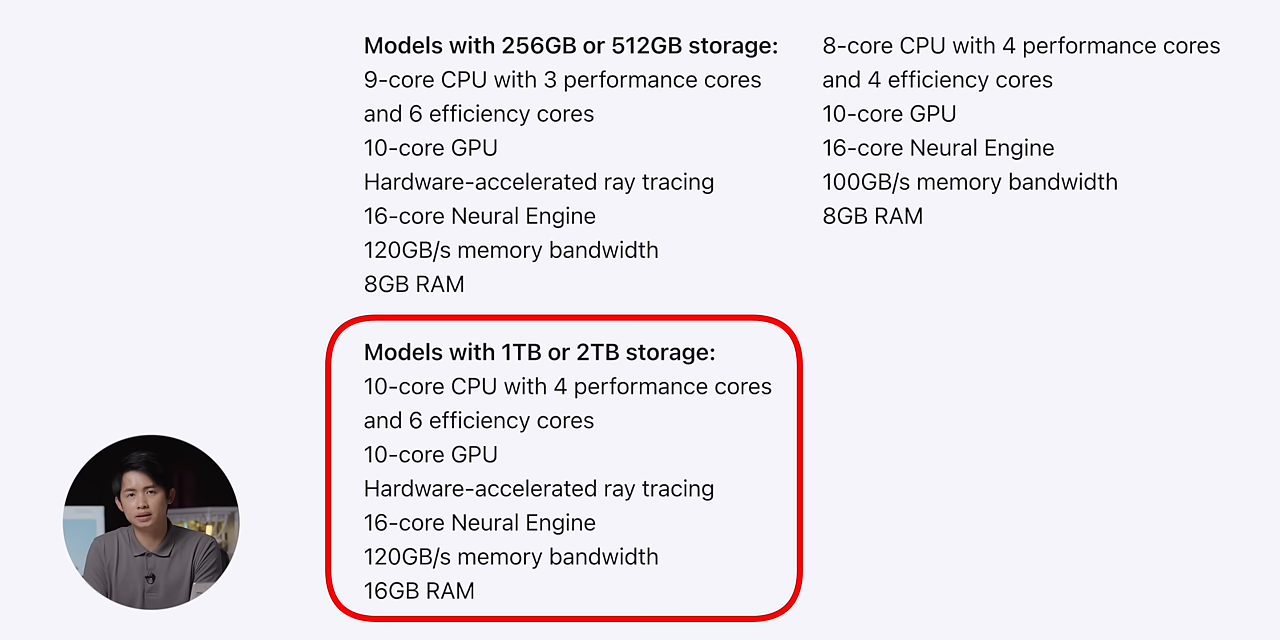 Models with 256GB or 512GB storage:
9-core CPU with 3 performance cores
and 6 efficiency cores
10-core GPU
Hardware-accelerated ray tracing
16-core Neural Engine
120GB/s memory bandwidth
8GB RAM
Models with 1TB or 2TB storage:
10-core CPU with 4 performance cores
and 6 efficiency cores
10-core GPU
Hardware-accelerated ray tracing
16-core Neural Engine
120GB/s memory bandwidth
16GB RAM
8-core CPU with 4 performance cores
and 4 efficiency cores
10-core GPU
16-core Neural Engine
100GB/s memory bandwidth
8GB RAM